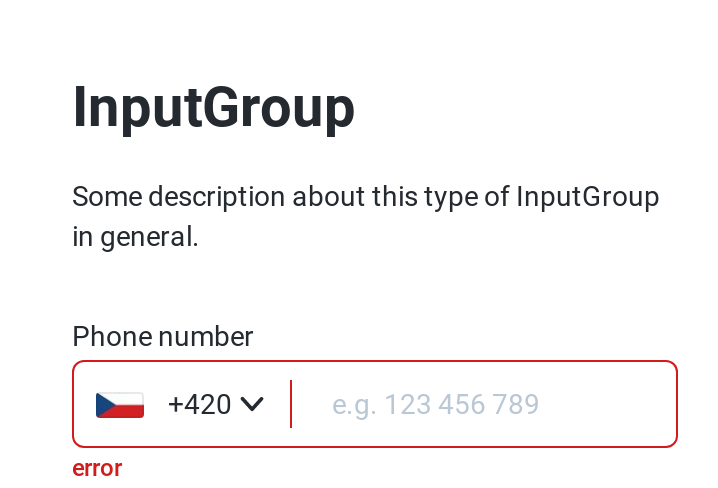 InputGroup
Some description about this type of InputGroup
in general.
Phone number
+420 e.g. 123 456 789
error